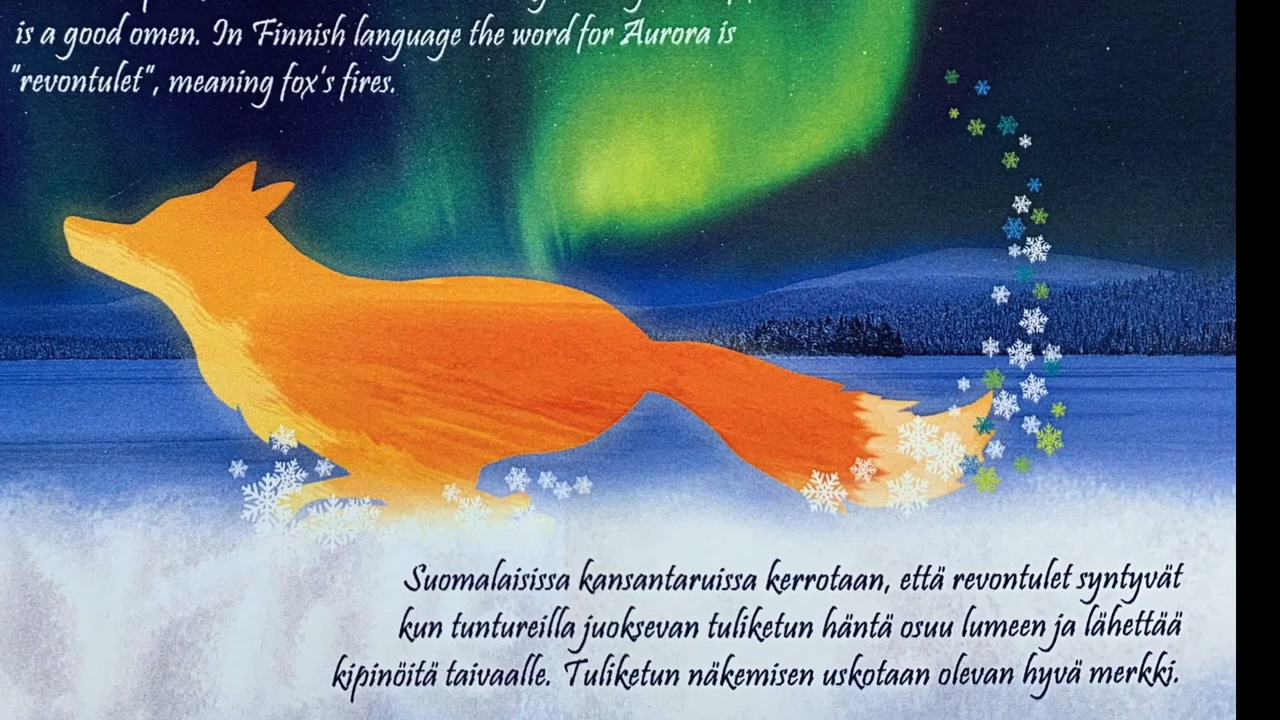 is a good omen. In Finnish language the word for Aurora is
"revontulet", meaning fox's fires.
Suomalaisissa kansantaruissa kerrotaan, että revontulet syntyvät
kun tuntureilla juoksevan tuliketun häntä osuu lumeen ja lähettää
kipinöitä taivaalle. Tuliketun näkemisen uskotaan olevan hyvä merkki.